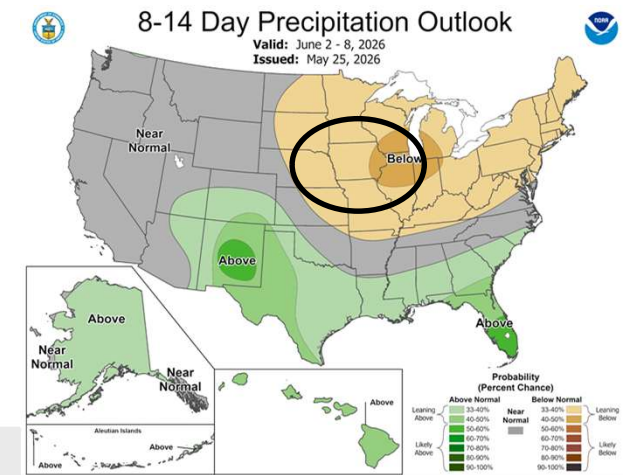 8-14 Day Precipitation Outlook
Valid: June 2 - 8, 2026
Issued: May 25, 2026
NOAA
Near
Normal
Below
Above
Above
Above
Near
Normal
Near
Normal
Aleutian Islands
Above
Above
Above
Probability
(Percent Chance)
Above Normal
Below Normal
Leaning
Above
33-40%
40-50%
Near
Normal
33-40%
40-50%
Leaning
Below
Likely
Above
50-60%
60-70%
70-80%
80-90%
90-100%
50-60%
60-70%
70-80%
80-90%
90-100%
Likely
Below